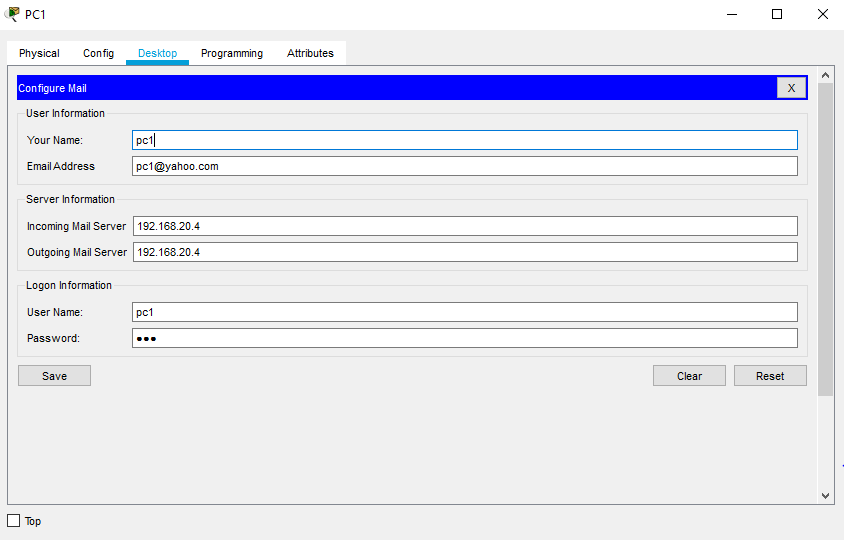 PC1
Physical Config Desktop Programming Attributes
Configure Mail X
User Information
Your Name: pc1
Email Address pc1@yahoo.com
Server Information
Incoming Mail Server 192.168.20.4
Outgoing Mail Server 192.168.20.4
Logon Information
User Name: pc1
Password: ●●●
Save Clear Reset
Top